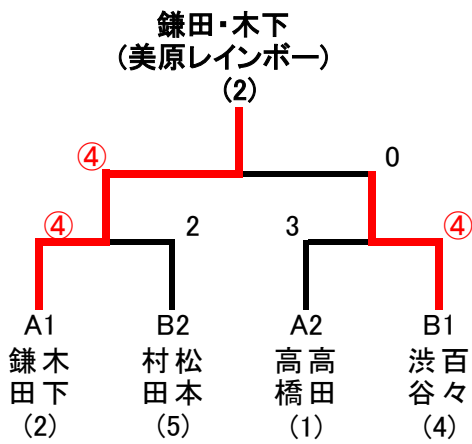 鎌田・木下
(美原レインボー)
(2)
④ 0
④ 2 3 ④
A1 B2 A2 B1
鎌木 村松 高高 渋百
田下 田本 橋田 谷々
(2) (5) (1) (4)